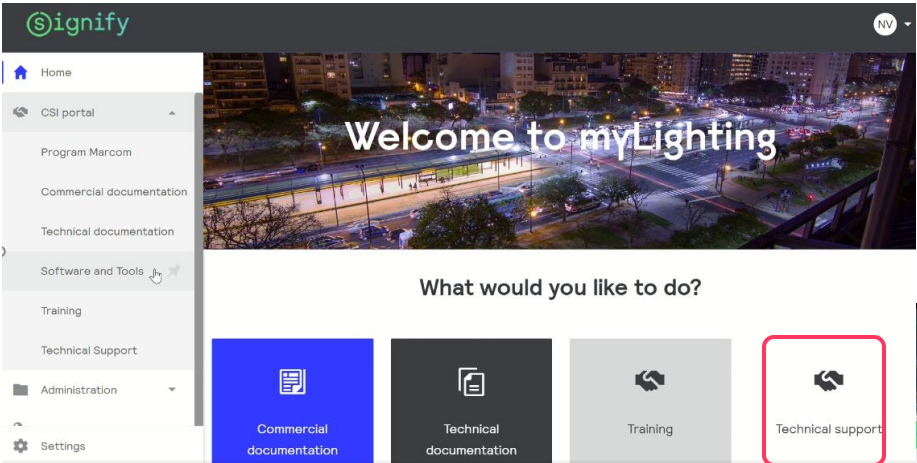 signify
NV
Home
CSI portal
Program Marcom
Commercial documentation
Technical documentation
Software and Tools
Training
Technical Support
Administration
Settings
Welcome to myLighting
What would you like to do?
Commercial
documentation
Technical
documentation
Training
Technical support